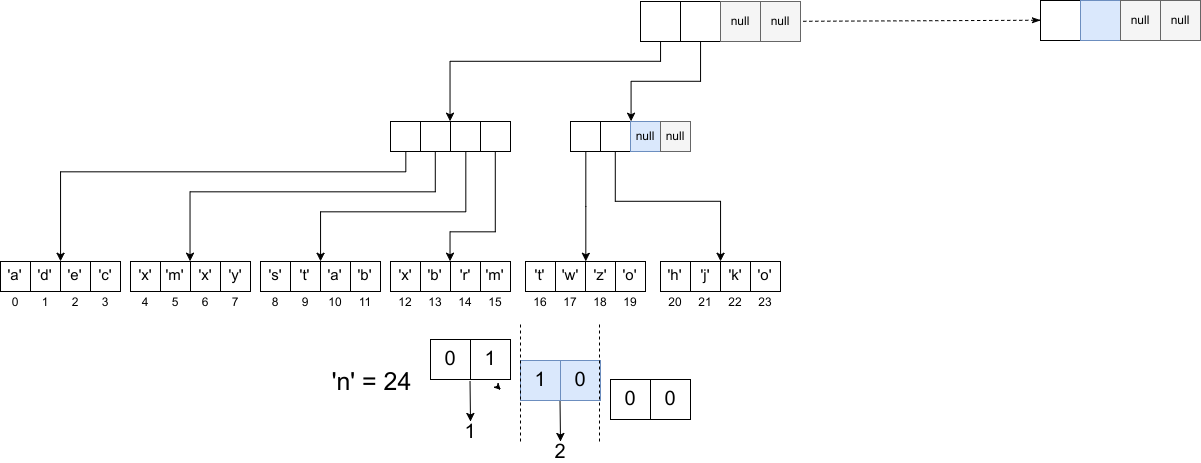 null null null null
null null
'a' 'd' 'e' 'c' 'x' 'm' 'x' 'y' 's' 't' 'a' 'b' 'x' 'b' 'r' 'm' 't' 'w' 'z' 'o' 'h' 'j' 'k' 'o'
0 1 2 3 4 5 6 7 8 9 10 11 12 13 14 15 16 17 18 19 20 21 22 23
'n' = 24 0 1 1 0 0 0
1 2